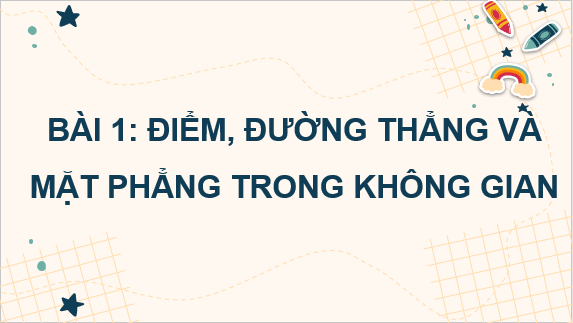 BÀI 1: ĐIỂM, ĐƯỜNG THẲNG VÀ
MẶT PHẲNG TRONG KHÔNG GIAN